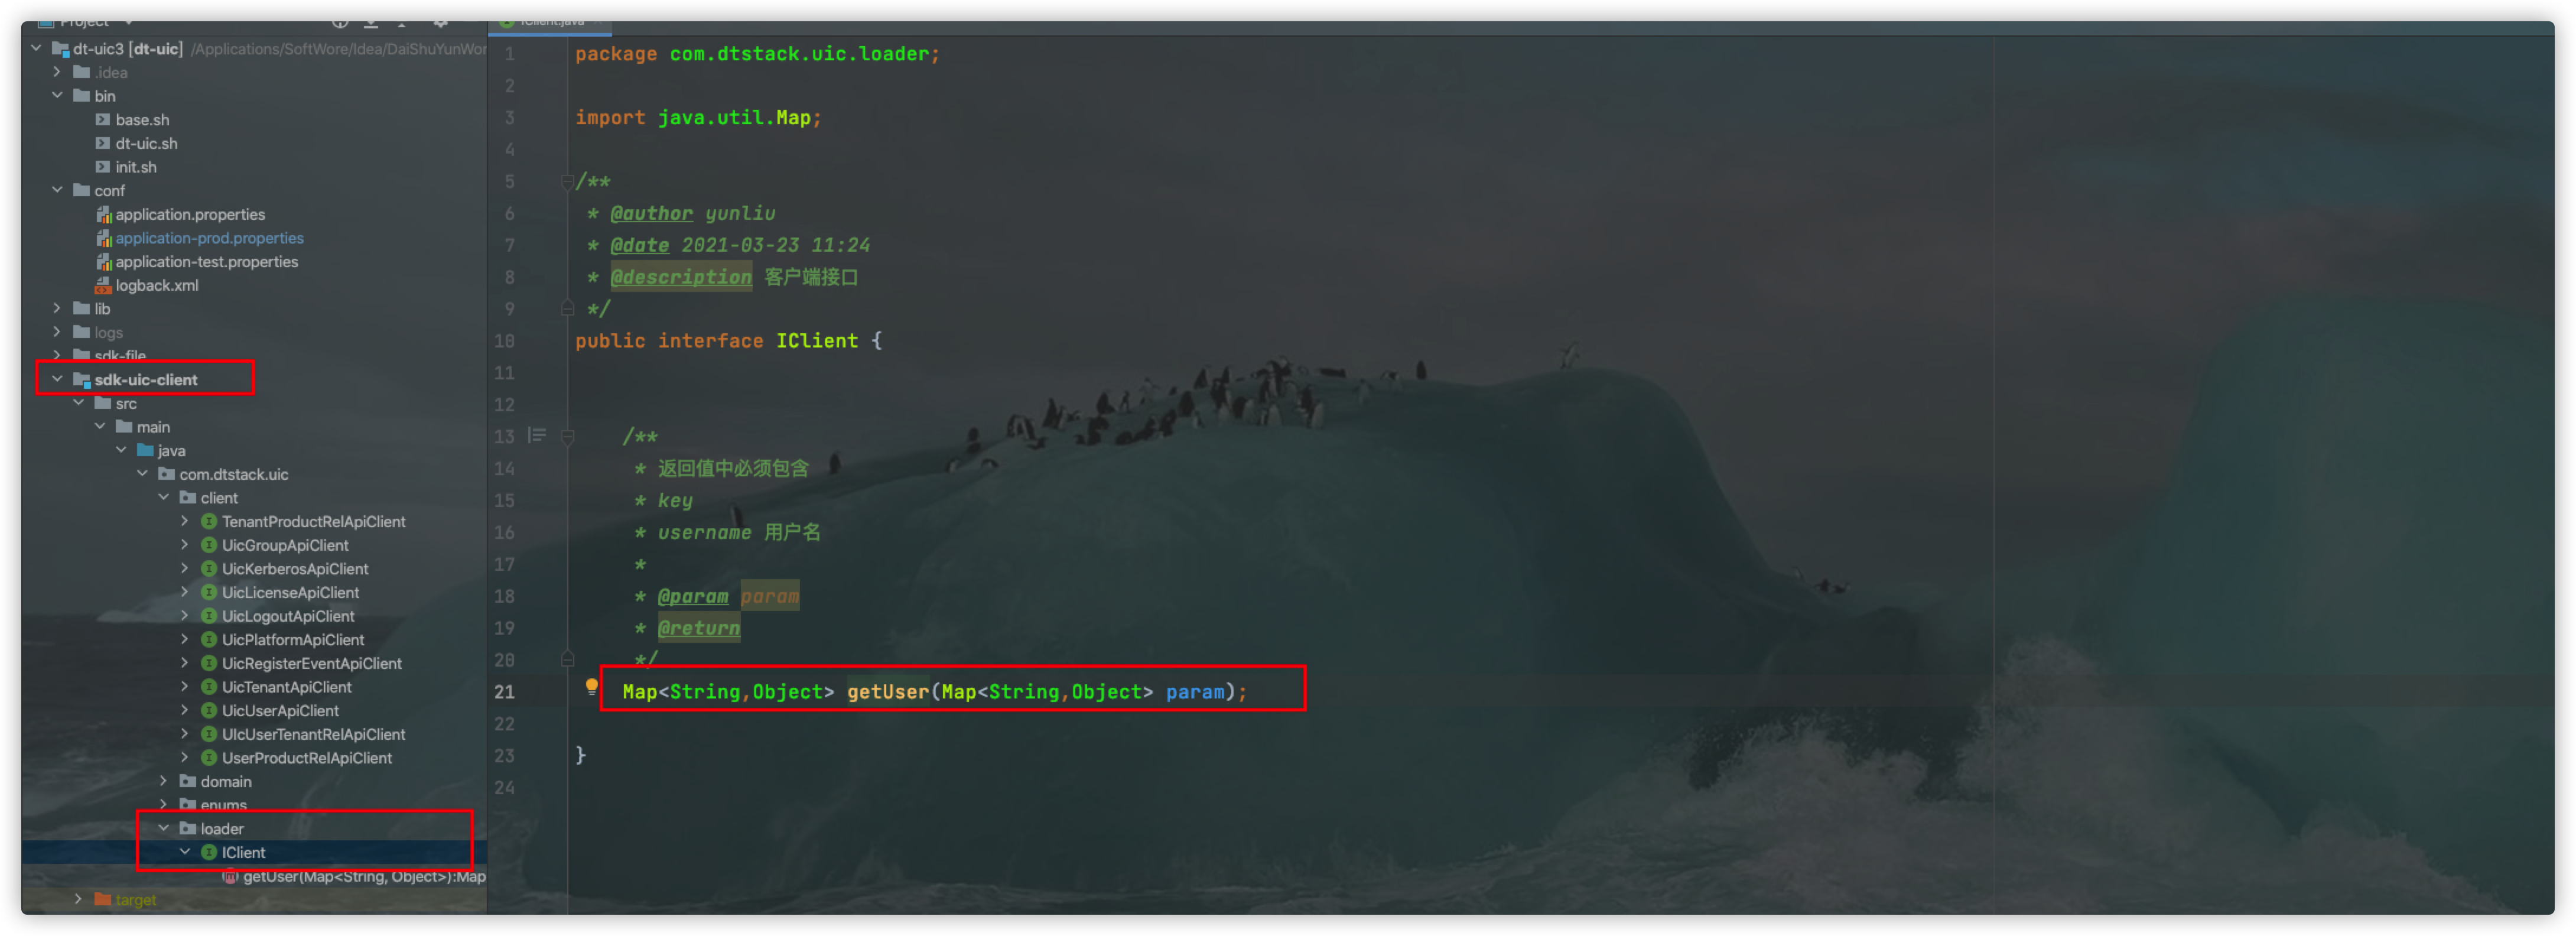 Project
dt-uic3 [dt-uic] /Applications/SoftWore/Idea/DaiShuYunWor
.idea
bin
base.sh
dt-uic.sh
init.sh
conf
application.properties
application-prod.properties
application-test.properties
logback.xml
lib
logs
sdk-file
sdk-uic-client
src
main
java
com.dtstack.uic
client
TenantProductRelApiClient
UicGroupApiClient
UicKerberosApiClient
UicLicenseApiClient
UicLogoutApiClient
UicPlatformApiClient
UicRegisterEventApiClient
UicTenantApiClient
UicUserApiClient
UIcUserTenantRelApiClient
UserProductRelApiClient
domain
enums
loader
IClient
getUser(Map<String, Object>):Map
target
IClient.java
1 package com.dtstack.uic.loader;
2
3 import java.util.Map;
4
5 /**
6 * @author yunliu
7 * @date 2021-03-23 11:24
8 * @description 客户端接口
9 */
10 public interface IClient {
11
12
13 /**
14 * 返回值中必须包含
15 * key
16 * username 用户名
17 *
18 * @param param
19 * @return
20 */
21 Map<String,Object> getUser(Map<String,Object> param);
22
23 }
24